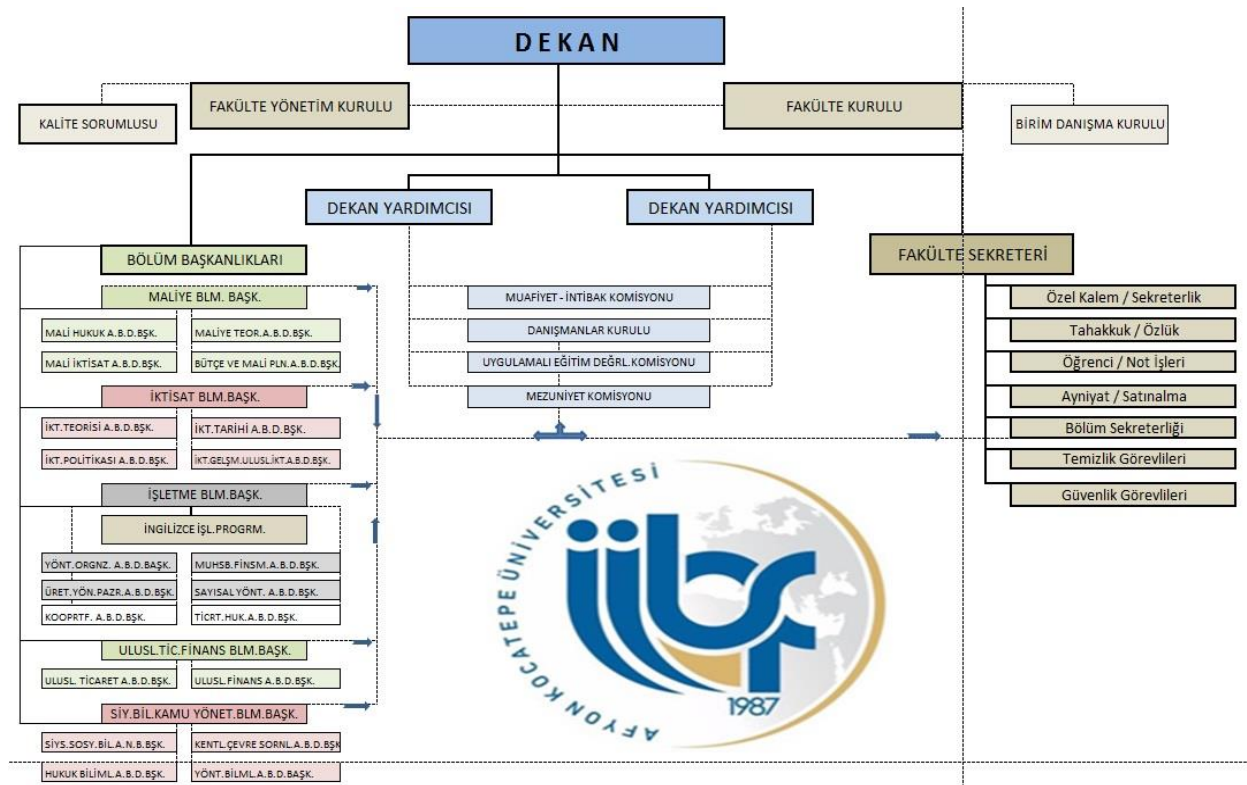 DEKAN
FAKÜLTE YÖNETİM KURULU
FAKÜLTE KURULU
KALİTE SORUMLUSU
BİRİM DANIŞMA KURULU
DEKAN YARDIMCISI
DEKAN YARDIMCISI
BÖLÜM BAŞKANLIKLARI
FAKÜLTE SEKRETERİ
MALİYE BLM. BAŞK.
MALİ HUKUK A.B.D.BŞK.
MALİYE TEOR.A.B.D.BŞK.
MALİ İKTİSAT A.B.D.BŞK.
BÜTÇE VE MALİ PLN.A.B.D.BŞK.
İKTİSAT BLM.BAŞK.
İKT.TEORİSİ A.B.D.BŞK.
İKT.TARİHİ A.B.D.BŞK.
İKT.POLİTİKASI A.B.D.BŞK.
İKT.GELŞM.ULUSL.İKT.A.B.D.BŞK.
İŞLETME BLM.BAŞK.
İNGİLİZCE İŞL.PROGRM.
YÖNT.ORGNZ. A.B.D.BAŞK.
MUHSB.FİNSM.A.B.D.BŞK.
ÜRET.YÖN.PAZR.A.B.D.BŞK.
SAYISAL YÖNT. A.B.D.BŞK.
KOOPRTF. A.B.D.BŞK.
TİCRT.HUK.A.B.D.BŞK.
ULUSL.TİC.FİNANS BLM.BAŞK.
ULUSL. TİCARET A.B.D.BŞK.
ULUSL.FİNANS A.B.D.BŞK.
SİY.BİL.KAMU YÖNET.BLM.BAŞK.
SİYS.SOSY.BİL.A.N.B.BŞK.
KENTL.ÇEVRE SORNL.A.B.D.BŞK
HUKUK BİLİML.A.B.D.BŞK.
YÖNT.BİLML.A.B.D.BAŞK.
MUAFİYET - İNTİBAK KOMİSYONU
DANIŞMANLAR KURULU
UYGULAMALI EĞİTİM DEĞRL.KOMİSYONU
MEZUNİYET KOMİSYONU
Özel Kalem / Sekreterlik
Tahakkuk / Özlük
Öğrenci / Not İşleri
Ayniyat / Satınalma
Bölüm Sekreterliği
Temizlik Görevlileri
Güvenlik Görevlileri
AFYON KOCATEPE ÜNİVERSİTESİ
iibf
1987